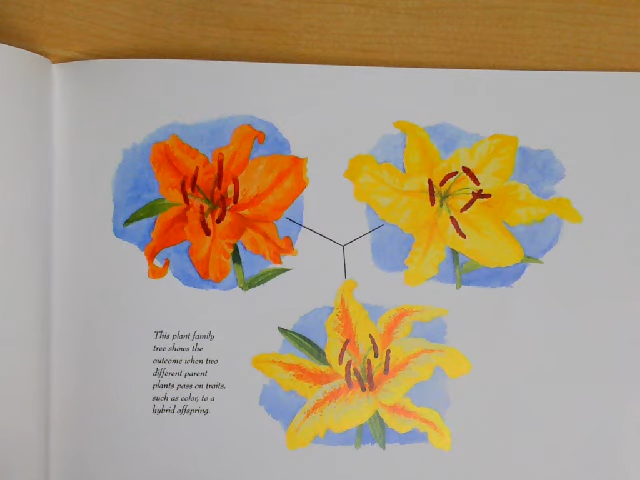 This plant family
tree shows the
outcome when two
different parent
plants pass on traits,
such as color, to a
hybrid offspring.